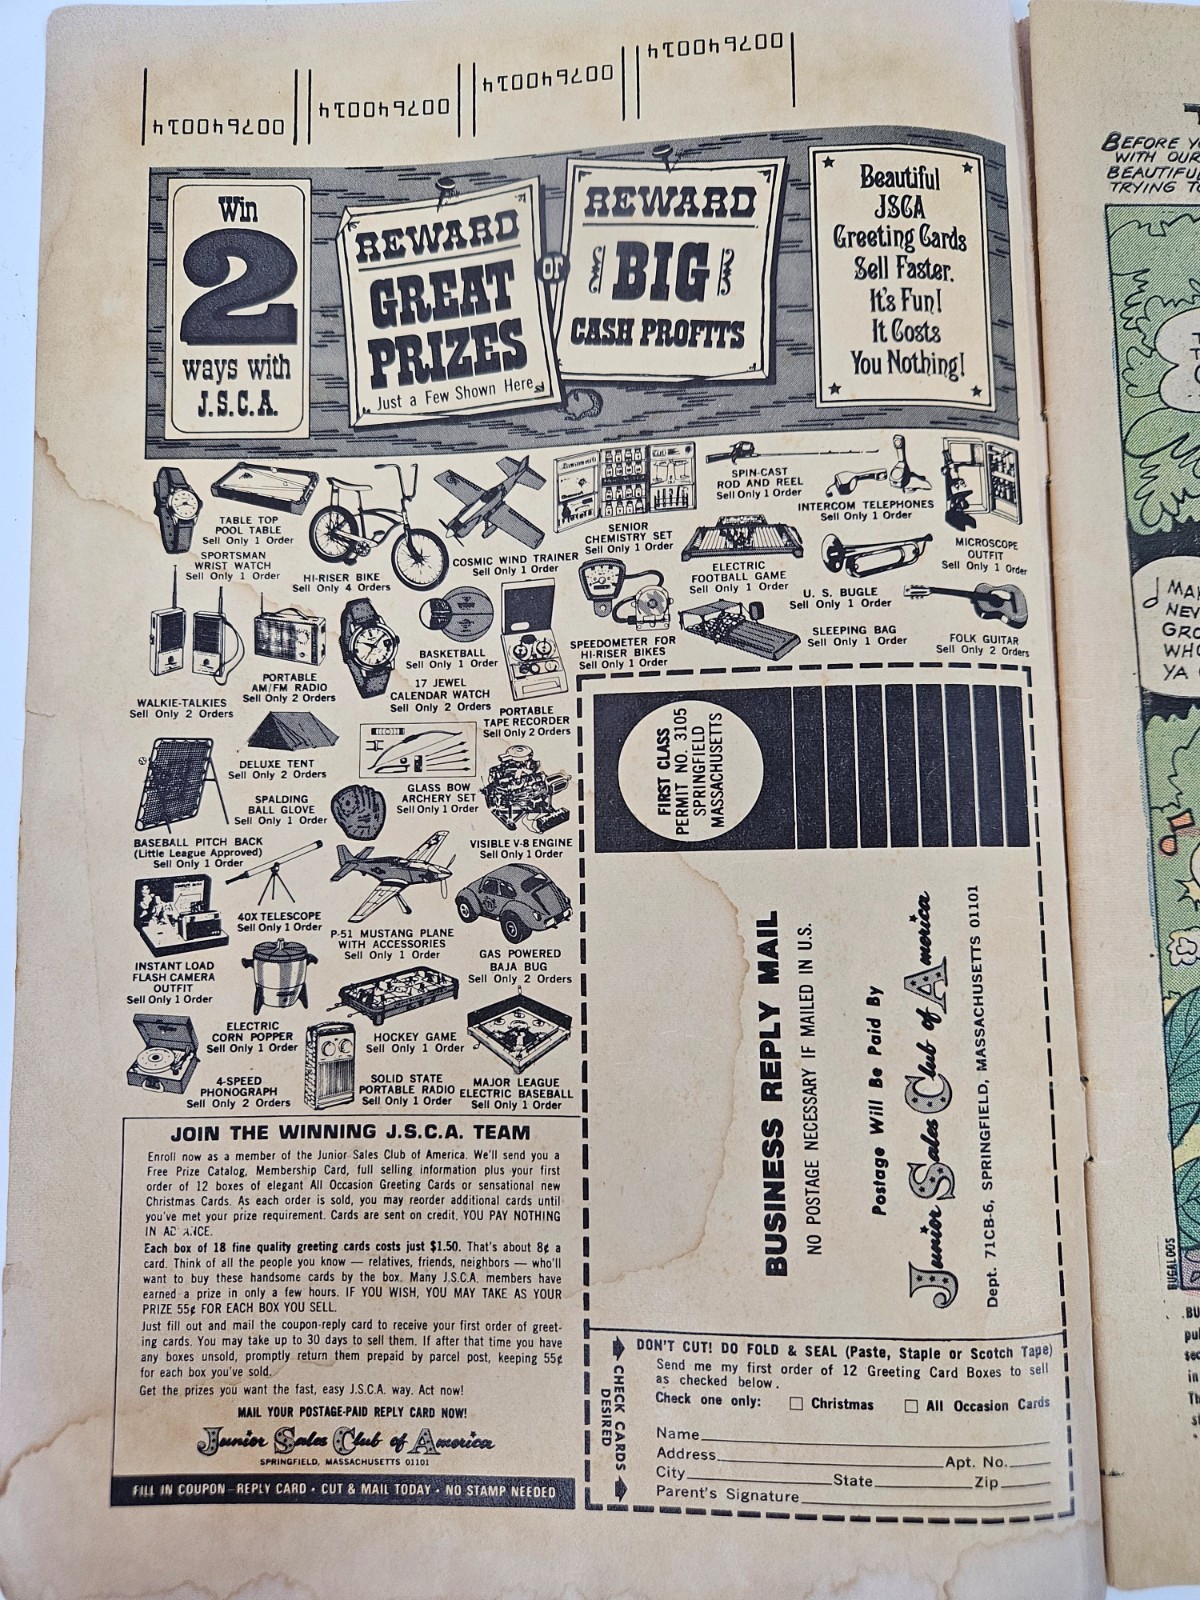 007640014
007640014
007640014
007640014
Win
2
ways with
J.S.C.A.
REWARD
GREAT
PRIZES
Just a Few Shown Here
or
REWARD
BIG
CASH PROFITS
Beautiful
JSCA
Greeting Cards
Sell Faster.
It's Fun!
It Costs
You Nothing!
TABLE TOP
POOL TABLE
Sell Only 1 Order
SPORTSMAN
WRIST WATCH
Sell Only 1 Order
HI-RISER BIKE
Sell Only 4 Orders
COSMIC WIND TRAINER
Sell Only 1 Order
SENIOR
CHEMISTRY SET
Sell Only 1 Order
SPIN-CAST
ROD AND REEL
Sell Only 1 Order
INTERCOM TELEPHONES
Sell Only 1 Order
MICROSCOPE
OUTFIT
Sell Only 1 Order
ELECTRIC
FOOTBALL GAME
Sell Only 1 Order
U. S. BUGLE
Sell Only 1 Order
SPEEDOMETER FOR
HI-RISER BIKES
Sell Only 1 Order
SLEEPING BAG
Sell Only 1 Order
FOLK GUITAR
Sell Only 2 Orders
WALKIE-TALKIES
Sell Only 2 Orders
PORTABLE
AM/FM RADIO
Sell Only 2 Orders
BASKETBALL
Sell Only 1 Order
17 JEWEL
CALENDAR WATCH
Sell Only 2 Orders
PORTABLE
TAPE RECORDER
Sell Only 2 Orders
DELUXE TENT
Sell Only 2 Orders
SPALDING
BALL GLOVE
Sell Only 1 Order
GLASS BOW
ARCHERY SET
Sell Only 1 Order
BASEBALL PITCH BACK
(Little League Approved)
Sell Only 1 Order
VISIBLE V-8 ENGINE
Sell Only 1 Order
40X TELESCOPE
Sell Only 1 Order
P-51 MUSTANG PLANE
WITH ACCESSORIES
Sell Only 1 Order
GAS POWERED
BAJA BUG
Sell Only 2 Orders
INSTANT LOAD
FLASH CAMERA
OUTFIT
Sell Only 1 Order
ELECTRIC
CORN POPPER
Sell Only 1 Order
HOCKEY GAME
Sell Only 1 Order
4-SPEED
PHONOGRAPH
Sell Only 2 Orders
SOLID STATE
PORTABLE RADIO
Sell Only 1 Order
MAJOR LEAGUE
ELECTRIC BASEBALL
Sell Only 1 Order
JOIN THE WINNING J.S.C.A. TEAM
Enroll now as a member of the Junior Sales Club of America. We'll send you a
Free Prize Catalog, Membership Card, full selling information plus your first
order of 12 boxes of elegant All Occasion Greeting Cards or sensational new
Christmas Cards. As each order is sold, you may reorder additional cards until
you've met your prize requirement. Cards are sent on credit. YOU PAY NOTHING
IN
Each box of 18 fine quality greeting cards costs just $1.50. That's about 8¢ a
card. Think of all the people you know — relatives, friends, neighbors — who'll
want to buy these handsome cards by the box. Many J.S.C.A. members have
earned a prize in only a few hours. IF YOU WISH, YOU MAY TAKE AS YOUR
PRIZE 55¢ FOR EACH BOX YOU SELL.
Just fill out and mail the coupon-reply card to receive your first order of greet-
ing cards. You may take up to 30 days to sell them. If after that time you have
any boxes unsold, promptly return them prepaid by parcel post, keeping 55¢
for each box you've sold.
Get the prizes you want the fast, easy J.S.C.A. way. Act now!
MAIL YOUR POSTAGE-PAID REPLY CARD NOW!
Junior Sales Club of America
SPRINGFIELD, MASSACHUSETTS 01101
FILL IN COUPON-REPLY CARD • CUT & MAIL TODAY • NO STAMP NEEDED
FIRST CLASS
PERMIT NO. 3105
SPRINGFIELD
MASSACHUSETTS
BUSINESS REPLY MAIL
NO POSTAGE NECESSARY IF MAILED IN U.S.
Postage Will Be Paid By
Junior Sales Club of America
Dept. 71CB-6, SPRINGFIELD, MASSACHUSETTS 01101
DON'T CUT! DO FOLD & SEAL (Paste, Staple or Scotch Tape)
CHECK CARDS
DESIRED
Send me my first order of 12 Greeting Card Boxes to sell
as checked below.
Check one only: Christmas All Occasion Cards
Name
Address Apt. No.
City State Zip
Parent's Signature
BEFORE
WITH OUR
TRYING
MA
NEV
GRO
WHO
YA
BUGALOOS